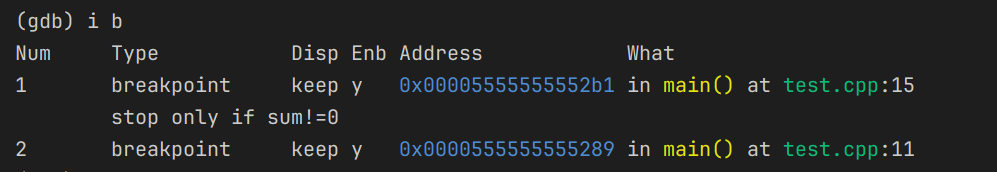 (gdb) i b
Num     Type           Disp Enb Address            What
1       breakpoint     keep y   0x00005555555552b1 in main() at test.cpp:15
        stop only if sum!=0
2       breakpoint     keep y   0x0000555555555289 in main() at test.cpp:11